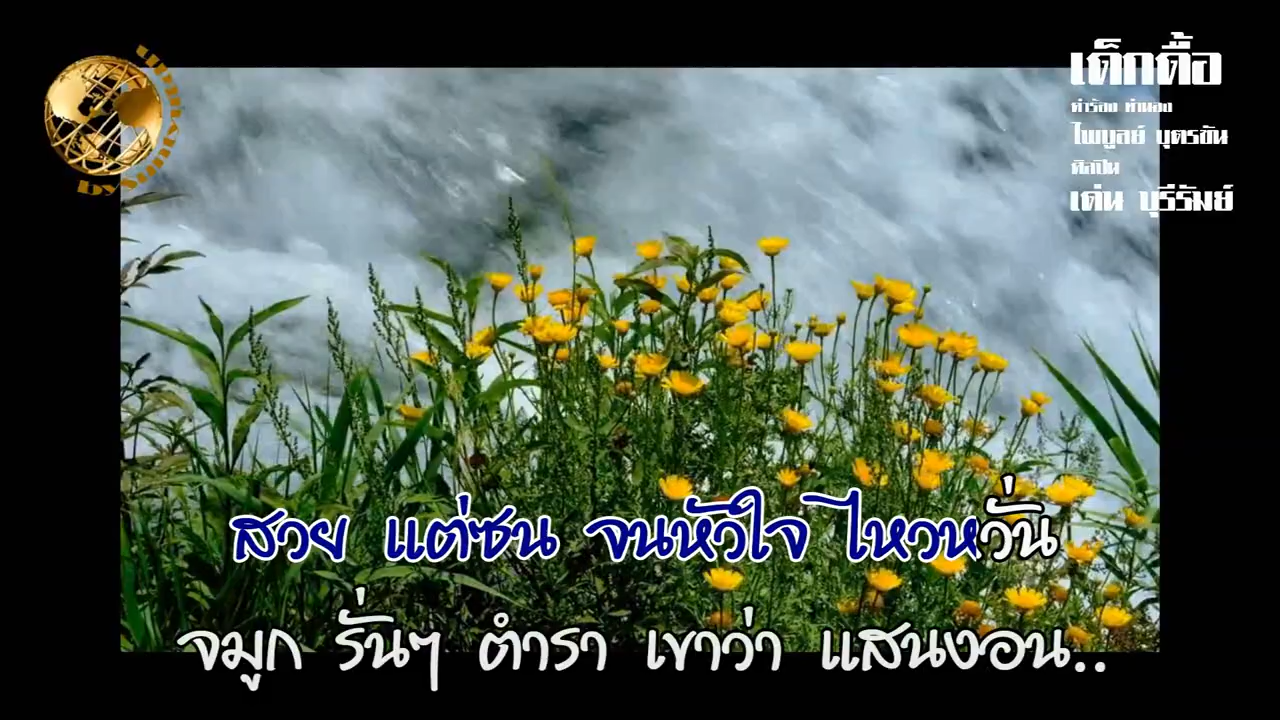 เด็กดื้อ
คำร้อง ทำนอง
ไพบูลย์ บุตรขัน
ศิลปิน
เด่น บุรีรัมย์
สวย แต่ซน จนหัวใจ ไหวหวั่น
จมูก รั่นๆ ตำรา เขาว่า แสนงอน..